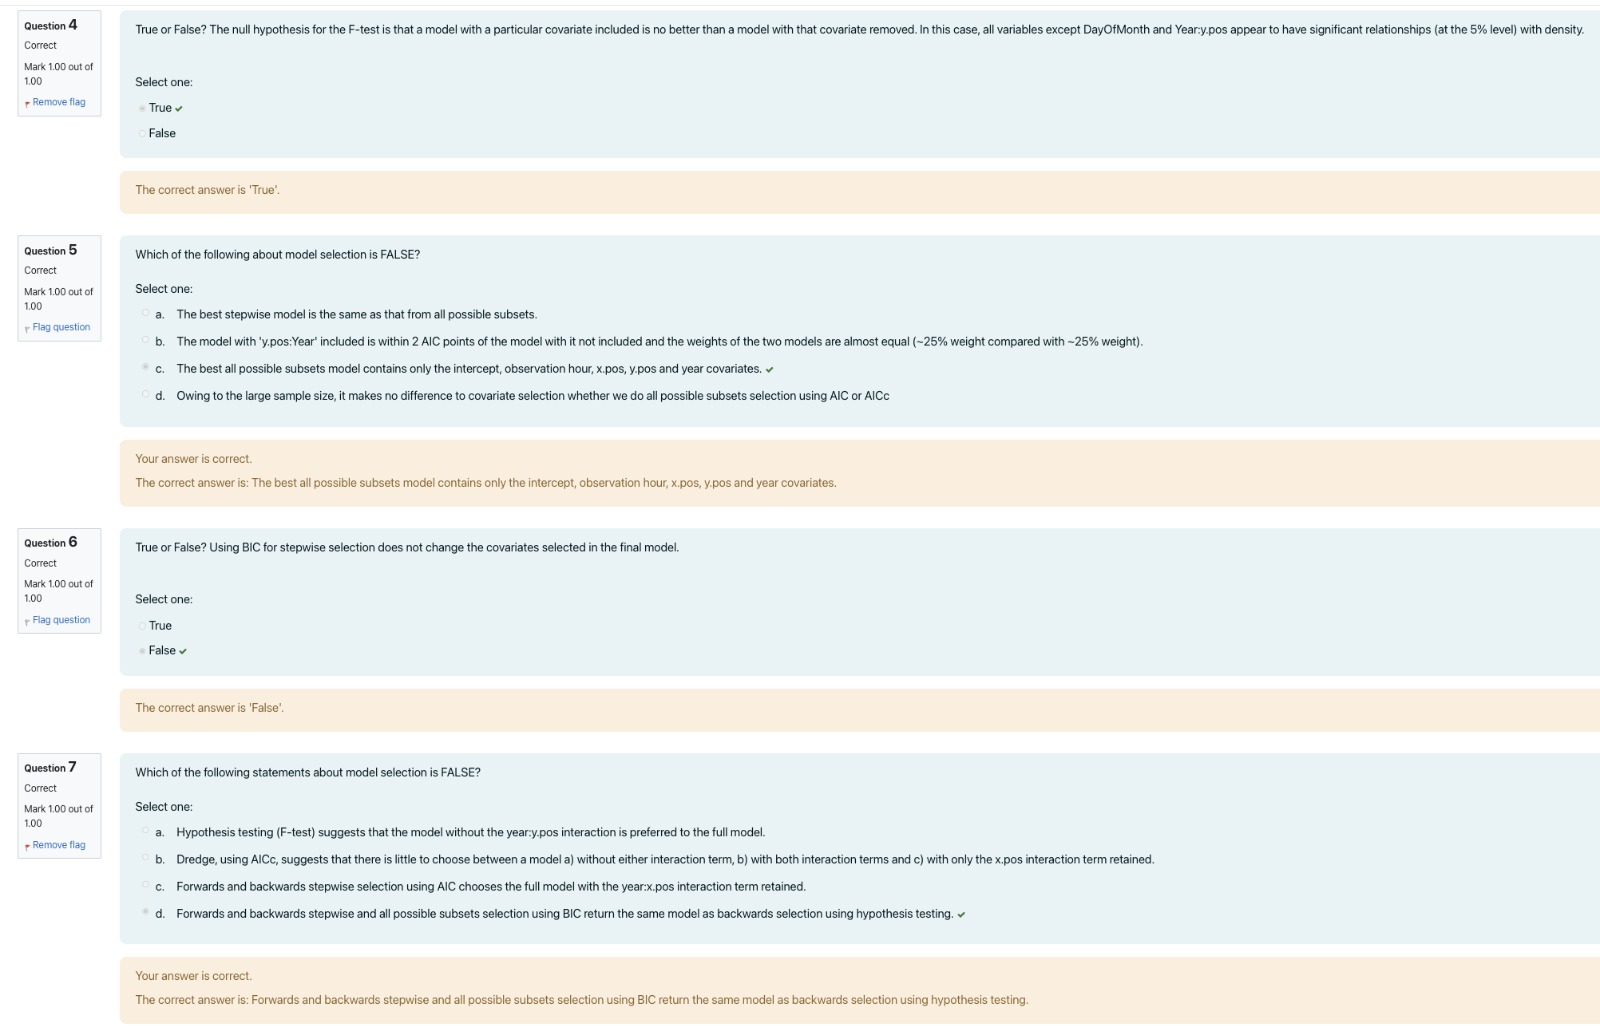 Question 4
Correct
Mark 1.00 out of
1.00
Remove flag
True or False? The null hypothesis for the F-test is that a model with a particular covariate included is no better than a model with that covariate removed. In this case, all variables except DayOfMonth and Year:y.pos appear to have significant relationships (at the 5% level) with density.
Select one:
True
False
The correct answer is 'True'.
Question 5
Correct
Mark 1.00 out of
1.00
Flag question
Which of the following about model selection is FALSE?
Select one:
a. The best stepwise model is the same as that from all possible subsets.
b. The model with 'y.pos:Year' included is within 2 AIC points of the model with it not included and the weights of the two models are almost equal (~25% weight compared with ~25% weight).
c. The best all possible subsets model contains only the intercept, observation hour, x.pos, y.pos and year covariates.
d. Owing to the large sample size, it makes no difference to covariate selection whether we do all possible subsets selection using AIC or AICc
Your answer is correct.
The correct answer is: The best all possible subsets model contains only the intercept, observation hour, x.pos, y.pos and year covariates.
Question 6
Correct
Mark 1.00 out of
1.00
Flag question
True or False? Using BIC for stepwise selection does not change the covariates selected in the final model.
Select one:
True
False
The correct answer is 'False'.
Question 7
Correct
Mark 1.00 out of
1.00
Remove flag
Which of the following statements about model selection is FALSE?
Select one:
a. Hypothesis testing (F-test) suggests that the model without the year:y.pos interaction is preferred to the full model.
b. Dredge, using AICc, suggests that there is little to choose between a model a) without either interaction term, b) with both interaction terms and c) with only the x.pos interaction term retained.
c. Forwards and backwards stepwise selection using AIC chooses the full model with the year:x.pos interaction term retained.
d. Forwards and backwards stepwise and all possible subsets selection using BIC return the same model as backwards selection using hypothesis testing.
Your answer is correct.
The correct answer is: Forwards and backwards stepwise and all possible subsets selection using BIC return the same model as backwards selection using hypothesis testing.